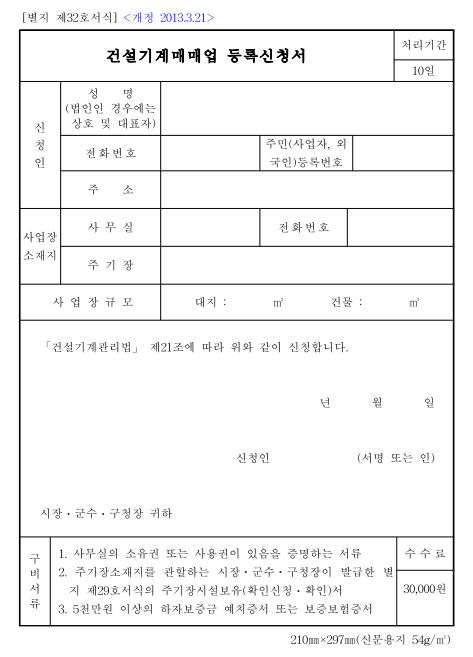 [별지 제32호서식] <개정 2013.3.21>
건설기계매매업 등록신청서
처리기간
10일
신청인
성 명
(법인인 경우에는
상호 및 대표자)
전화번호
주민(사업자, 외
국인)등록번호
주 소
사업장
소재지
사 무 실
전화번호
주 기 장
사 업 장 규 모
대지 : ㎡ 건물 : ㎡
「건설기계관리법」 제21조에 따라 위와 같이 신청합니다.
년 월 일
신청인 (서명 또는 인)
시장・군수・구청장 귀하
구비서류
1. 사무실의 소유권 또는 사용권이 있음을 증명하는 서류
2. 주기장소재지를 관할하는 시장・군수・구청장이 발급한 별
지 제29호서식의 주기장시설보유(확인신청・확인)서
3. 5천만원 이상의 하자보증금 예치증서 또는 보증보험증서
수 수 료
30,000원
210㎜×297㎜(신문용지 54g/㎡)